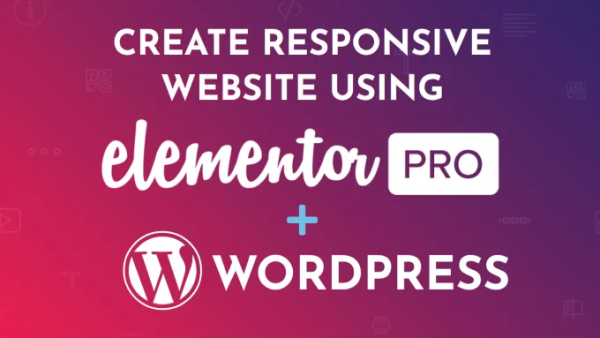 CREATE RESPONSIVE
WEBSITE USING
elementor PRO
+
WORDPRESS